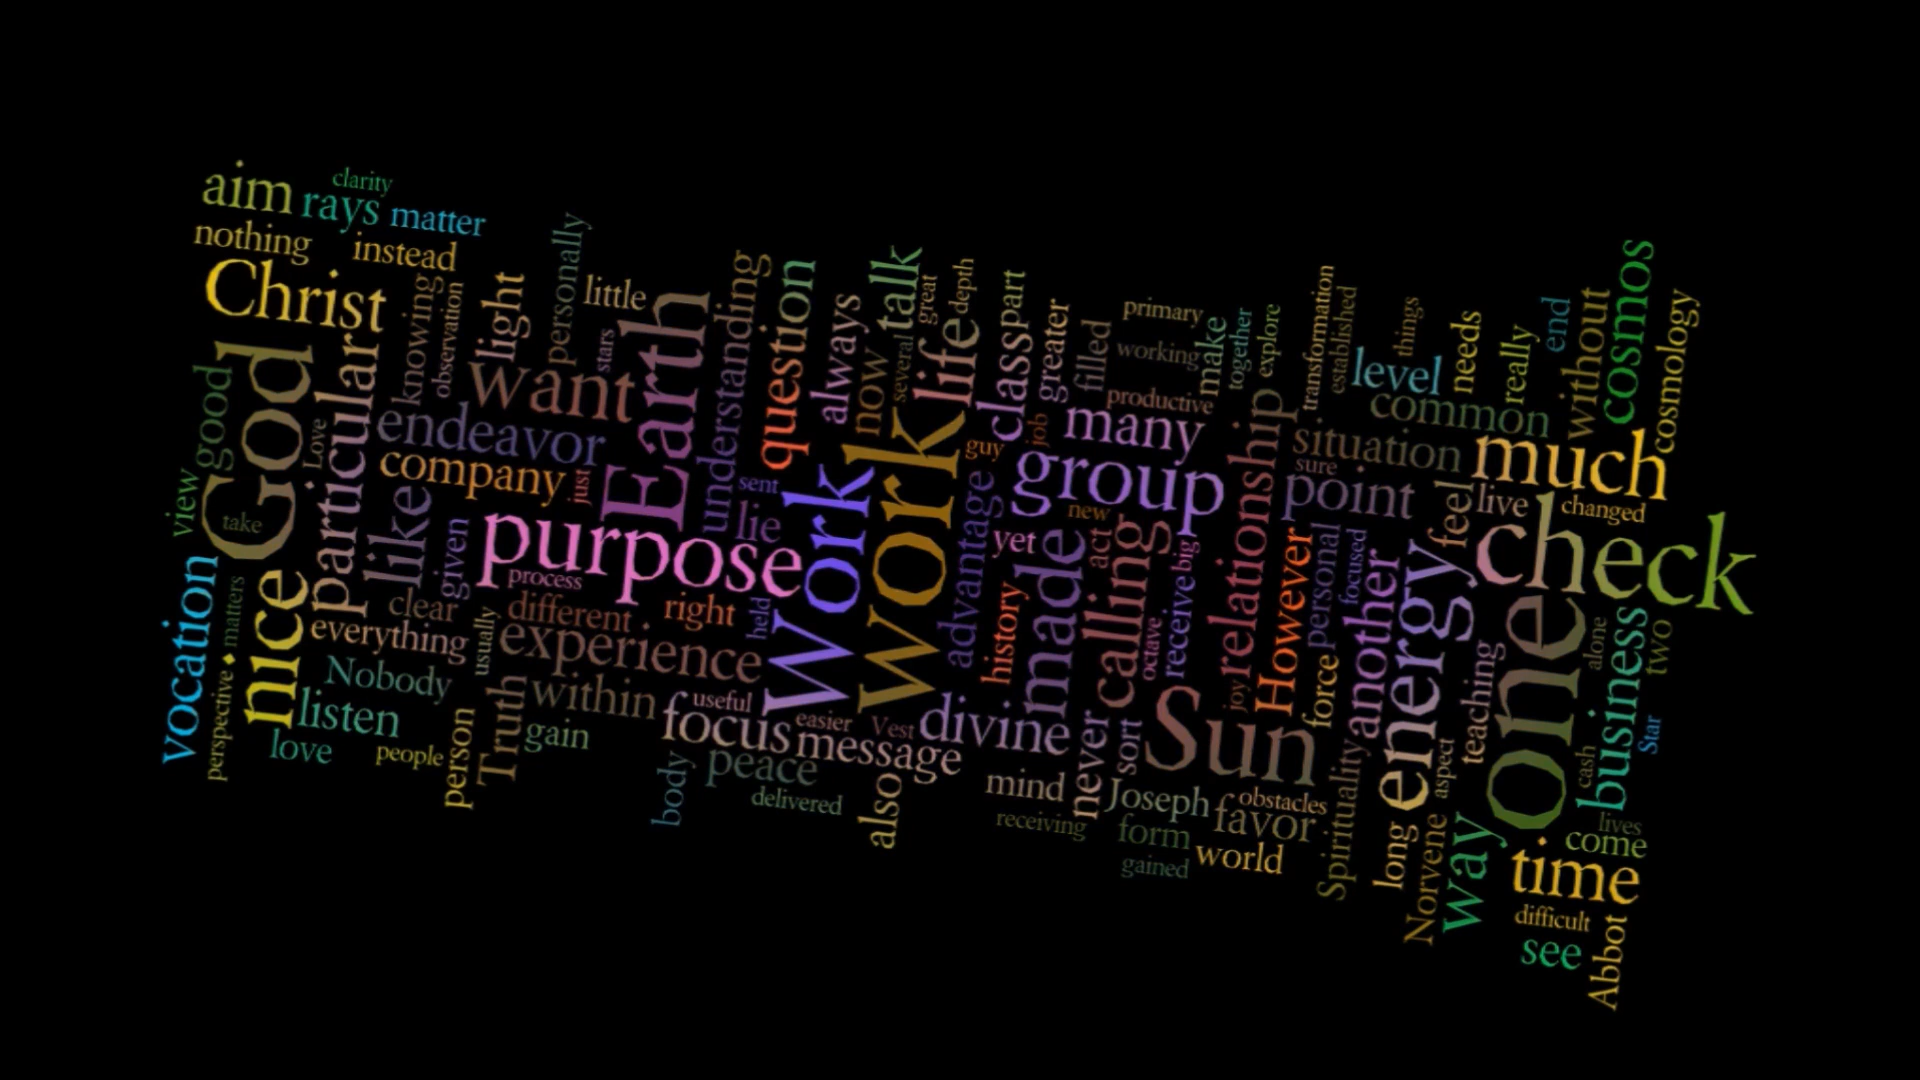 clarity
aim
rays
matter
nothing
instead
Christ
knowing
observation
light
personally
little
stars
Earth
want
understanding
question
always
talk
great
depth
now
several
life
part
class
greater
filled
primary
working
make
together
explore
productive
transformation
established
things
level
needs
really
end
without
cosmos
cosmology
common
good
God
Love
particular
endeavor
company
just
many
guy
job
situation
much
view
take
like
given
purpose
process
sent
lie
Work
work
group
advantage
new
yet
made
act
calling
big
receive
octave
relationship
sure
point
However
personal
focused
another
feel
live
changed
check
energy
vocation
matters
nice
clear
everything
usually
different
right
held
experience
history
joy
force
teaching
one
alone
business
two
Nobody
listen
perspective
love
people
person
Truth
within
gain
useful
focus
easier
Vest
message
divine
never
sort
Sun
Spirituality
aspect
cash
Star
body
peace
delivered
also
mind
Joseph
obstacles
favor
receiving
form
gained
world
long
Norvene
way
lives
come
time
difficult
see
Abbot